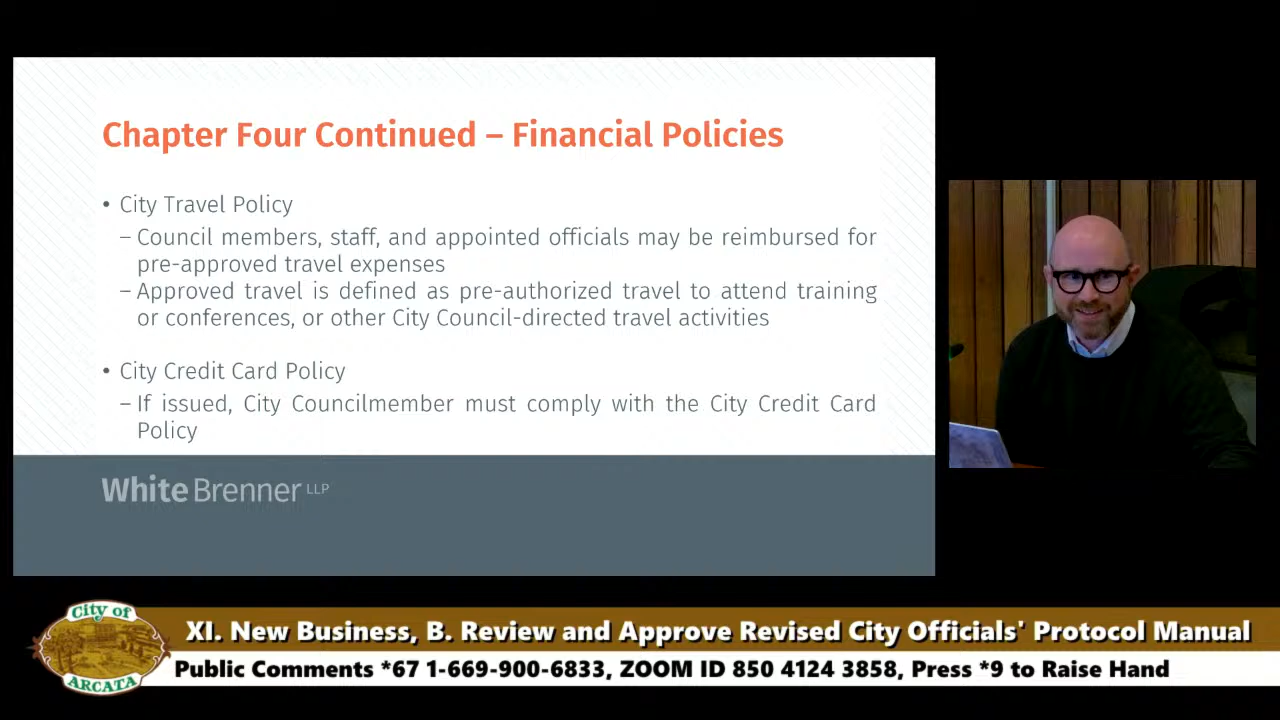 Chapter Four Continued – Financial Policies
• City Travel Policy
– Council members, staff, and appointed officials may be reimbursed for
pre-approved travel expenses
– Approved travel is defined as pre-authorized travel to attend training
or conferences, or other City Council-directed travel activities
• City Credit Card Policy
– If issued, City Councilmember must comply with the City Credit Card
Policy
WhiteBrenner LLP
City of
ARCATA
XI. New Business, B. Review and Approve Revised City Officials' Protocol Manual
Public Comments *67 1-669-900-6833, ZOOM ID 850 4124 3858, Press *9 to Raise Hand